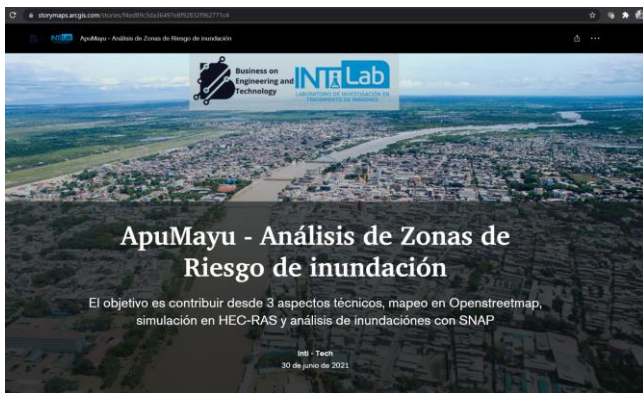 storymaps.arcgis.com
INTI Lab
ApuMayu - Análisis de Zonas de Riesgo de inundación
Business on
Engineering and
Technology
INTI Lab
LABORATORIO DE INVESTIGACIÓN EN
TRATAMIENTO DE IMÁGENES
ApuMayu - Análisis de Zonas de
Riesgo de inundación
El objetivo es contribuir desde 3 aspectos técnicos, mapeo en Openstreetmap,
simulación en HEC-RAS y análisis de inundaciónes con SNAP
Inti - Tech
30 de junio de 2021